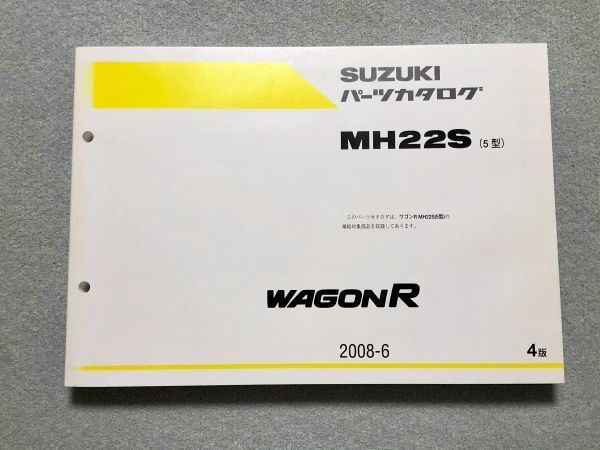 SUZUKI
パーツカタログ
MH22S (5型)
このパーツカタログは、ワゴンR MH22S(5型)の
補給対象部品を収録してあります。
WAGONR
2008-6
4版